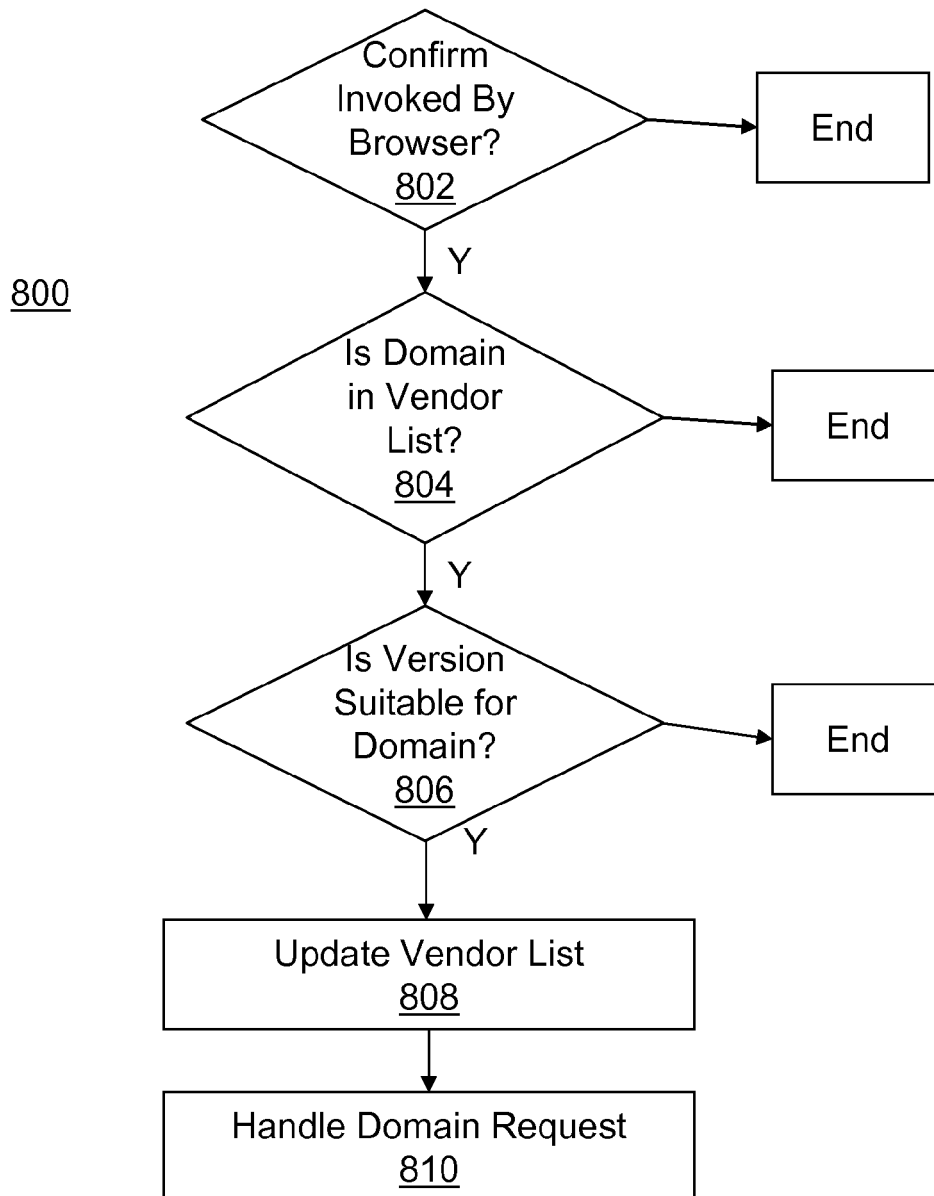 Confirm
Invoked By
Browser?
802
End
Y
800
Is Domain
in Vendor
List?
804
End
Y
Is Version
Suitable for
Domain?
806
End
Y
Update Vendor List
808
Handle Domain Request
810